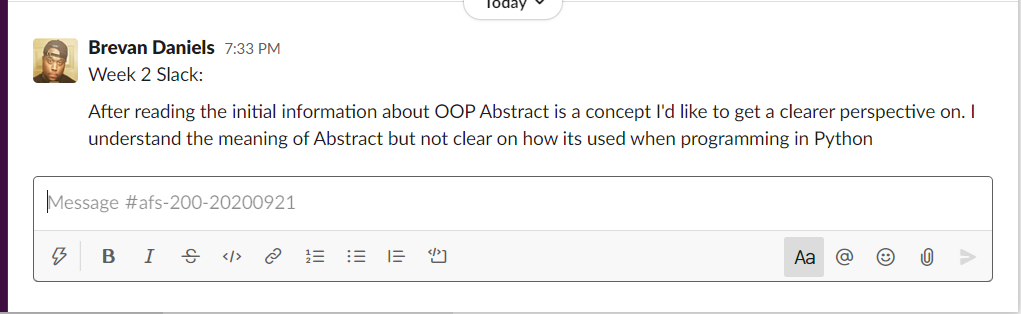 Today
Brevan Daniels 7:33 PM
Week 2 Slack:
After reading the initial information about OOP Abstract is a concept I'd like to get a clearer perspective on. I
understand the meaning of Abstract but not clear on how its used when programming in Python
Message #afs-200-20200921
B I S </> Aa @